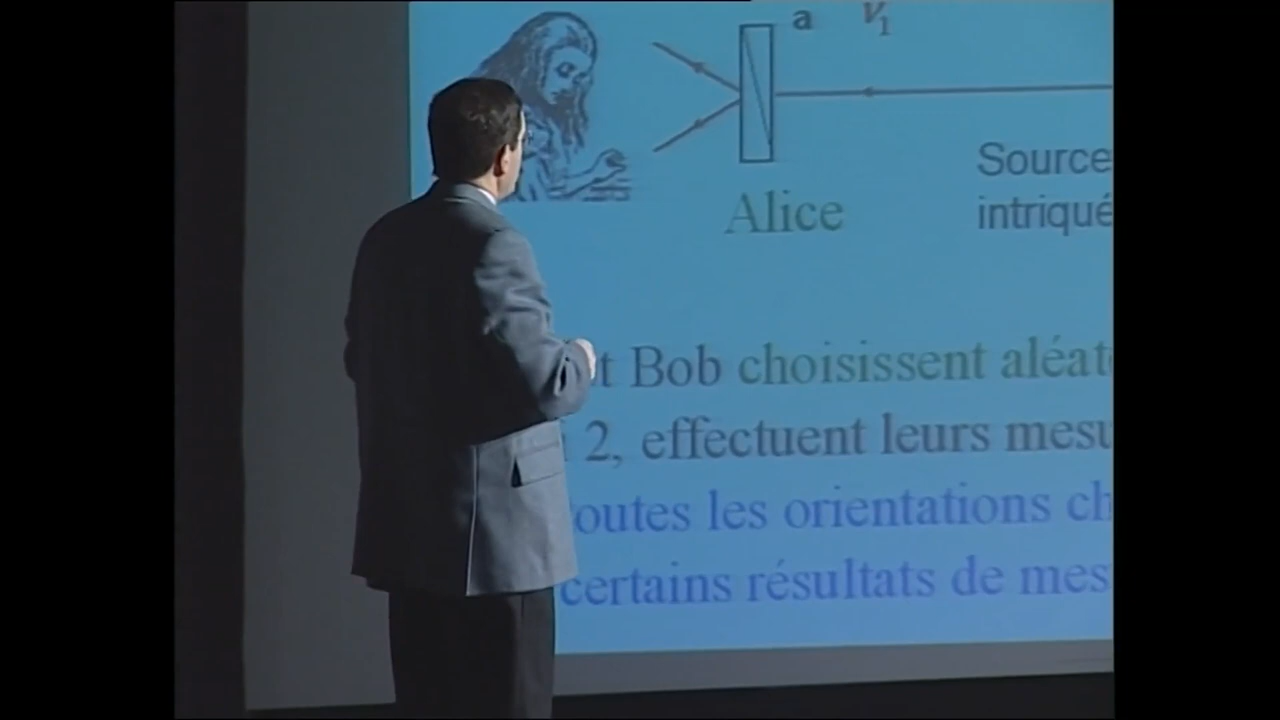 a ν1
Source
intriqué
Alice
t Bob choisissent aléat
2, effectuent leurs mesu
outes les orientations ch
certains résultats de mes